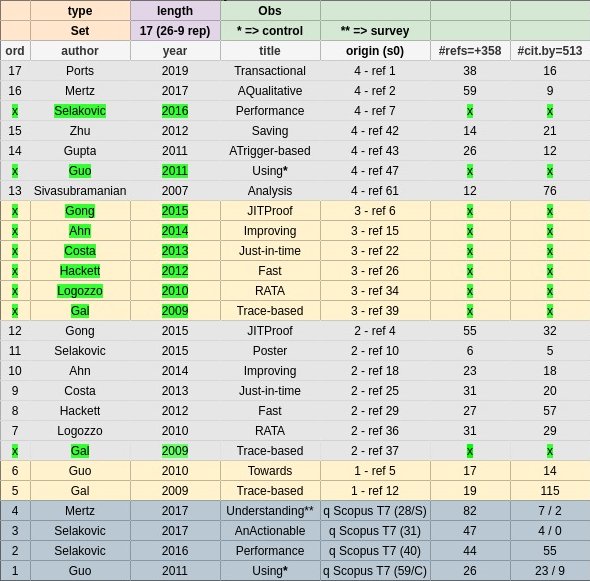 type length Obs
Set 17 (26-9 rep) * => control ** => survey
ord author year title origin (s0) #refs=+358 #cit.by=513
17 Ports 2019 Transactional 4 - ref 1 38 16
16 Mertz 2017 AQualitative 4 - ref 2 59 9
x Selakovic 2016 Performance 4 - ref 7 x x
15 Zhu 2012 Saving 4 - ref 42 14 21
14 Gupta 2011 ATrigger-based 4 - ref 43 26 12
x Guo 2011 Using* 4 - ref 47 x x
13 Sivasubramanian 2007 Analysis 4 - ref 61 12 76
x Gong 2015 JITProof 3 - ref 6 x x
x Ahn 2014 Improving 3 - ref 15 x x
x Costa 2013 Just-in-time 3 - ref 22 x x
x Hackett 2012 Fast 3 - ref 26 x x
x Logozzo 2010 RATA 3 - ref 34 x x
x Gal 2009 Trace-based 3 - ref 39 x x
12 Gong 2015 JITProof 2 - ref 4 55 32
11 Selakovic 2015 Poster 2 - ref 10 6 5
10 Ahn 2014 Improving 2 - ref 18 23 18
9 Costa 2013 Just-in-time 2 - ref 25 31 20
8 Hackett 2012 Fast 2 - ref 29 27 57
7 Logozzo 2010 RATA 2 - ref 36 31 29
x Gal 2009 Trace-based 2 - ref 37 x x
6 Guo 2010 Towards 1 - ref 5 17 14
5 Gal 2009 Trace-based 1 - ref 12 19 115
4 Mertz 2017 Understanding** q Scopus T7 (28/S) 82 7 / 2
3 Selakovic 2017 AnActionable q Scopus T7 (31) 47 4 / 0
2 Selakovic 2016 Performance q Scopus T7 (40) 44 55
1 Guo 2011 Using* q Scopus T7 (59/C) 26 23 / 9